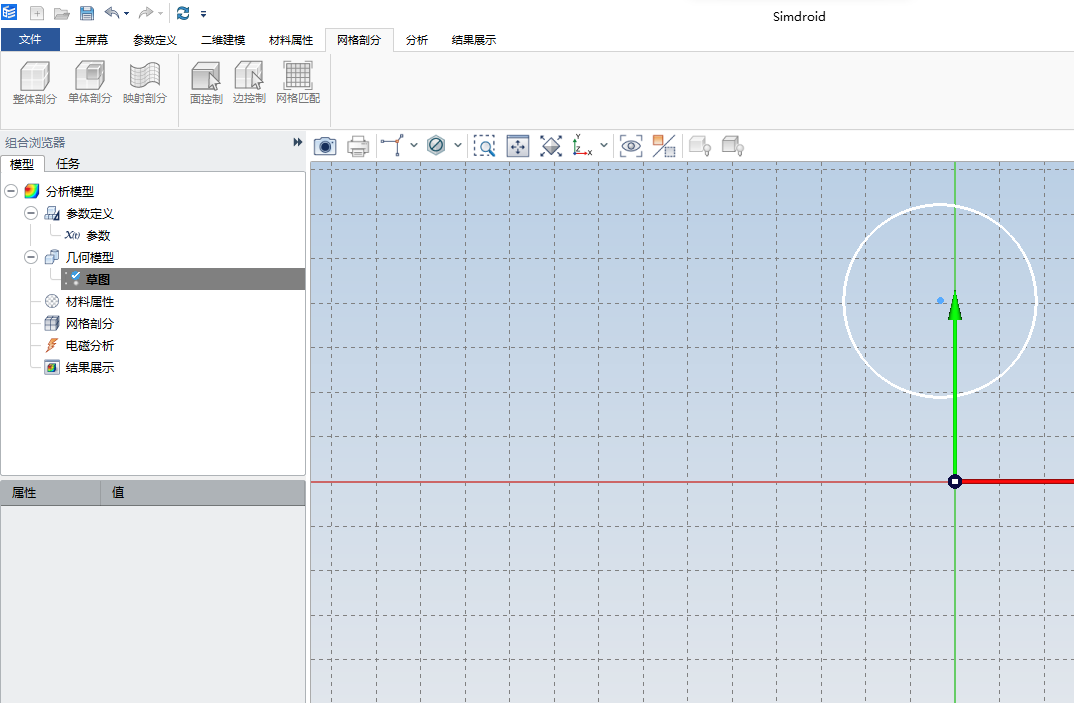 Simdroid
文件 主屏幕 参数定义 二维建模 材料属性 网格剖分 分析 结果展示
整体剖分 单体剖分 映射剖分 面控制 边控制 网格匹配
组合浏览器
模型 任务
分析模型
参数定义
X(t) 参数
几何模型
草图
材料属性
网格剖分
电磁分析
结果展示
属性 值
Y
Z
X